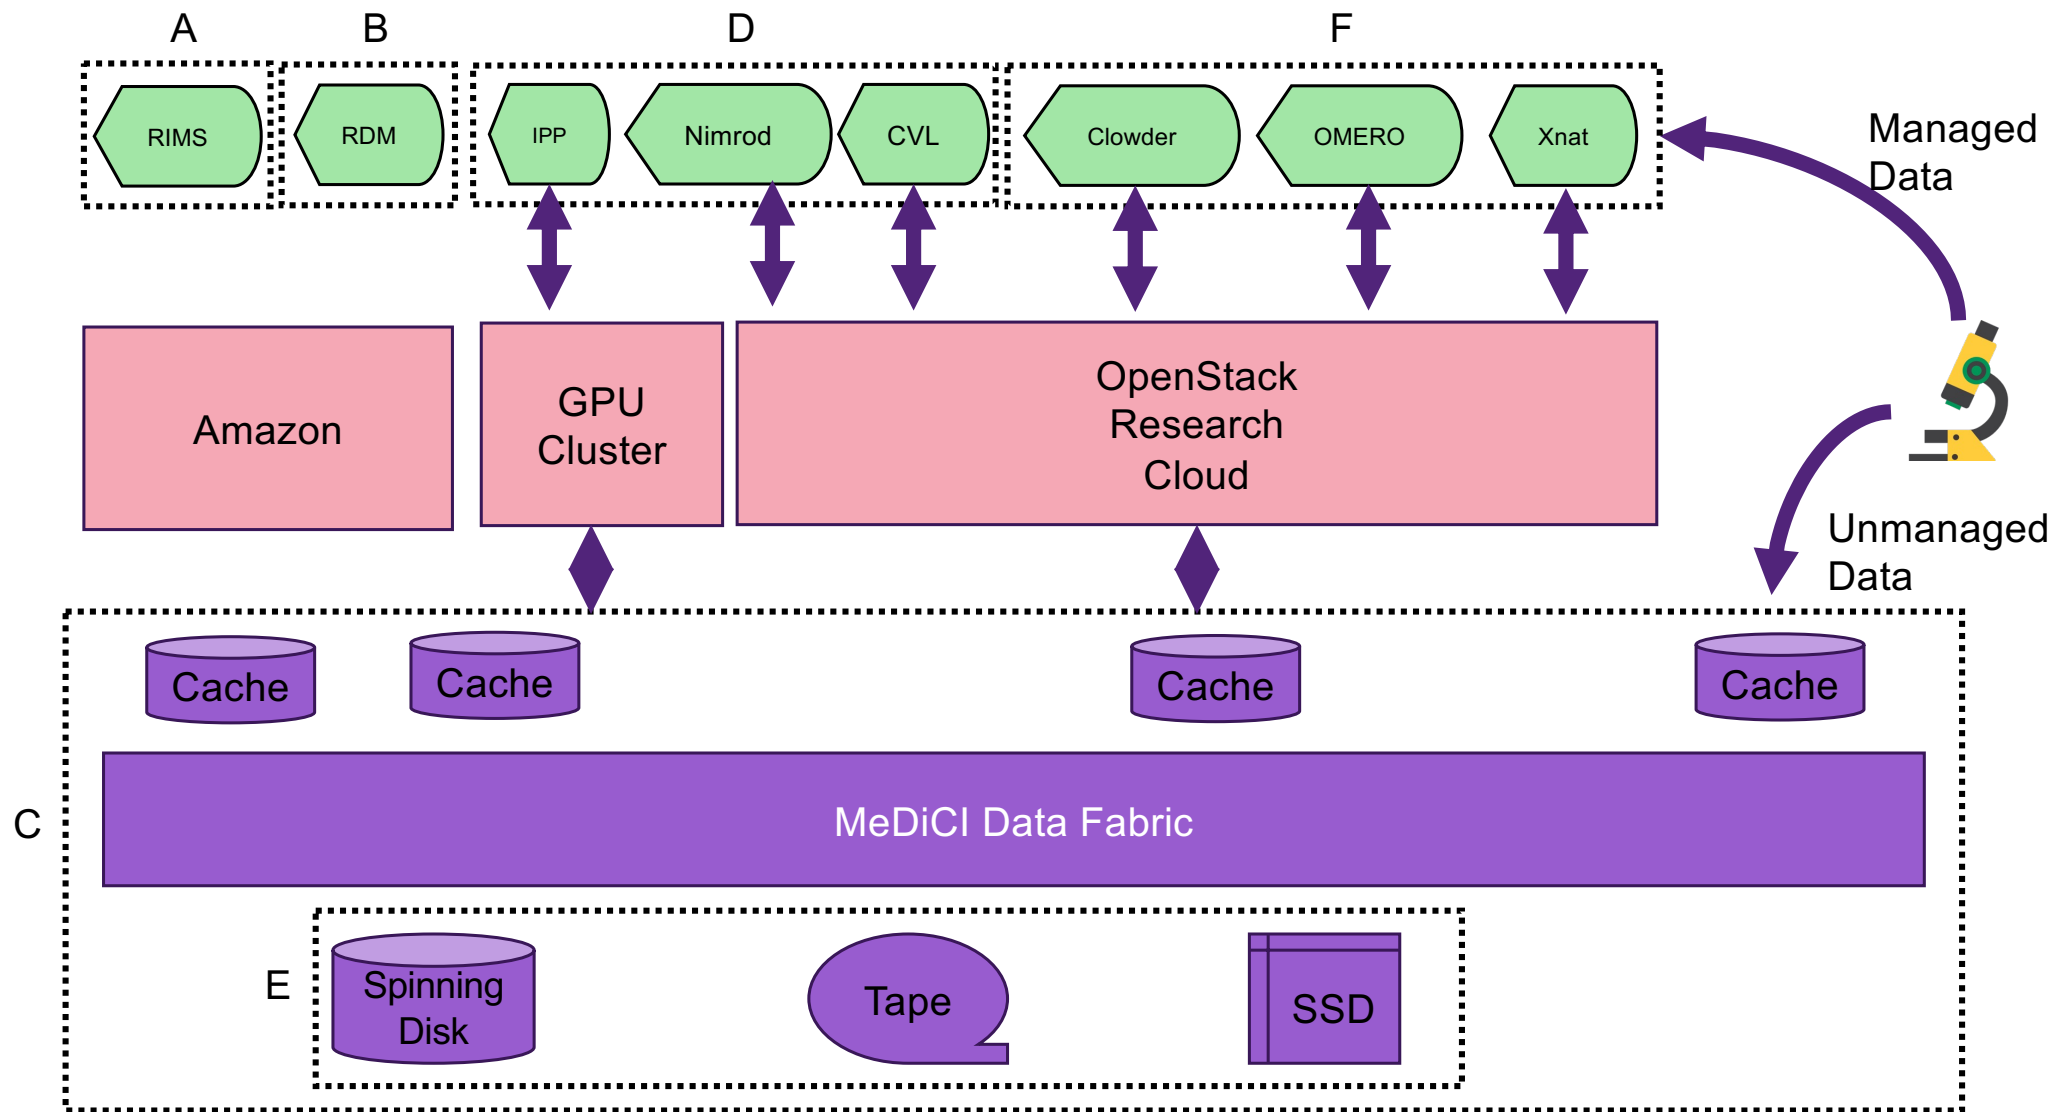 A
B
D
F
RIMS
RDM
IPP
Nimrod
CVL
Clowder
OMERO
Xnat
Managed
Data
Amazon
GPU
Cluster
OpenStack
Research
Cloud
Unmanaged
Data
Cache
Cache
Cache
Cache
C
MeDiCI Data Fabric
E
Spinning
Disk
Tape
SSD